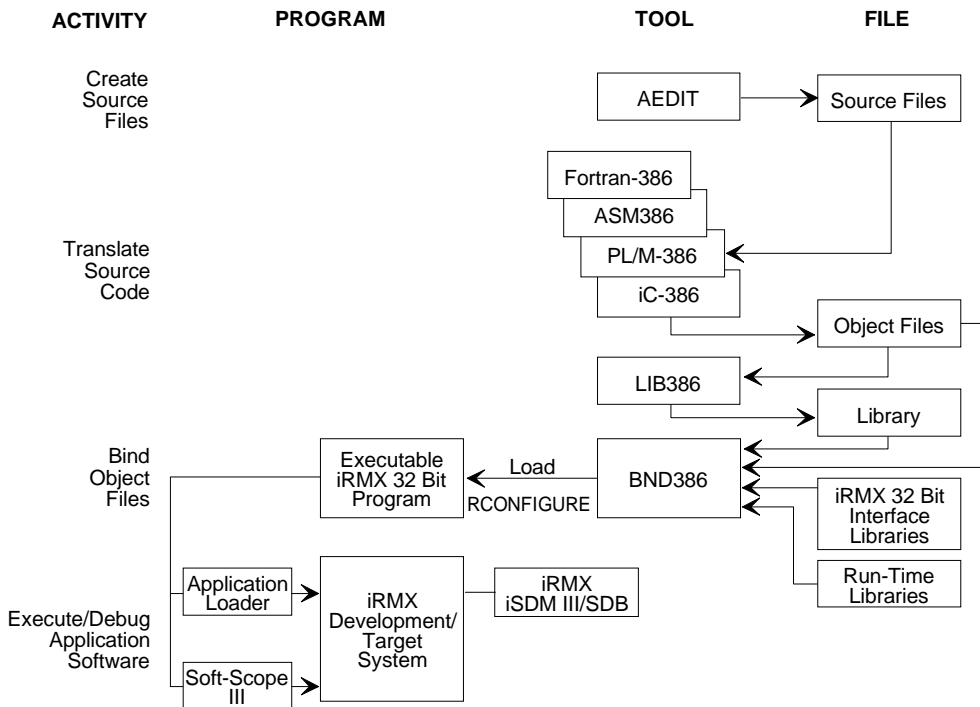 ACTIVITY PROGRAM TOOL FILE
Create
Source
Files
AEDIT
Source Files
Fortran-386
ASM386
PL/M-386
iC-386
Translate
Source
Code
Object Files
LIB386
Library
Bind
Object
Files
Executable
iRMX 32 Bit
Program
Load
RCONFIGURE
BND386
iRMX 32 Bit
Interface
Libraries
Run-Time
Libraries
Execute/Debug
Application
Software
Application
Loader
Soft-Scope
III
iRMX
Development/
Target
System
iRMX
iSDM III/SDB